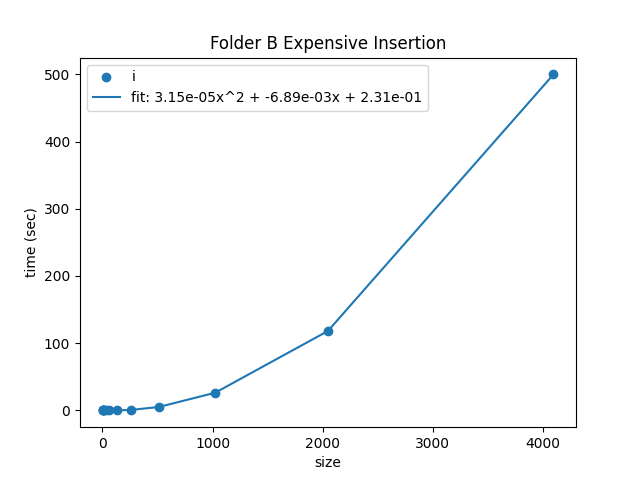 Folder B Expensive Insertion
i
fit: 3.15e-05x^2 + -6.89e-03x + 2.31e-01
500
400
300
200
100
0
time (sec)
0 1000 2000 3000 4000
size